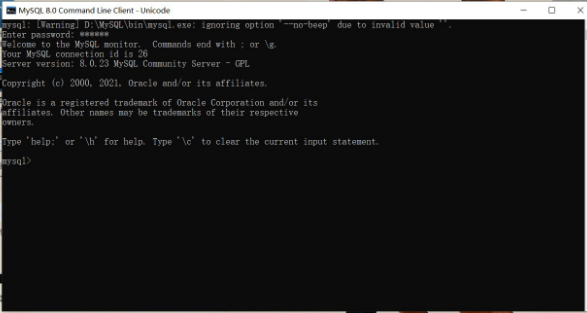 MySQL 8.0 Command Line Client - Unicode
mysql: [Warning] D:\MySQL\bin\mysql.exe: ignoring option '--no-beep' due to invalid value ''.
Enter password: ******
Welcome to the MySQL monitor.  Commands end with ; or \g.
Your MySQL connection id is 26
Server version: 8.0.23 MySQL Community Server - GPL
Copyright (c) 2000, 2021, Oracle and/or its affiliates.
Oracle is a registered trademark of Oracle Corporation and/or its
affiliates. Other names may be trademarks of their respective
owners.
Type 'help;' or '\h' for help. Type '\c' to clear the current input statement.
mysql>